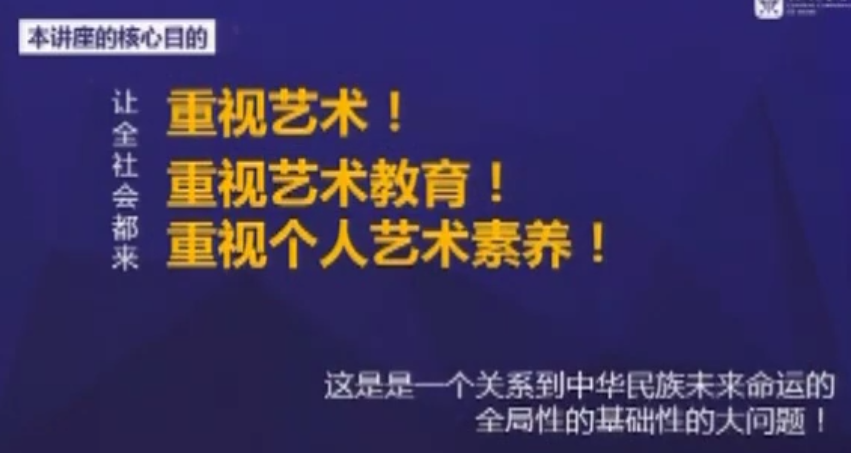 本讲座的核心目的
让全社会都来
重视艺术！
重视艺术教育！
重视个人艺术素养！
这是是一个关系到中华民族未来命运的
全局性的基础性的大问题！